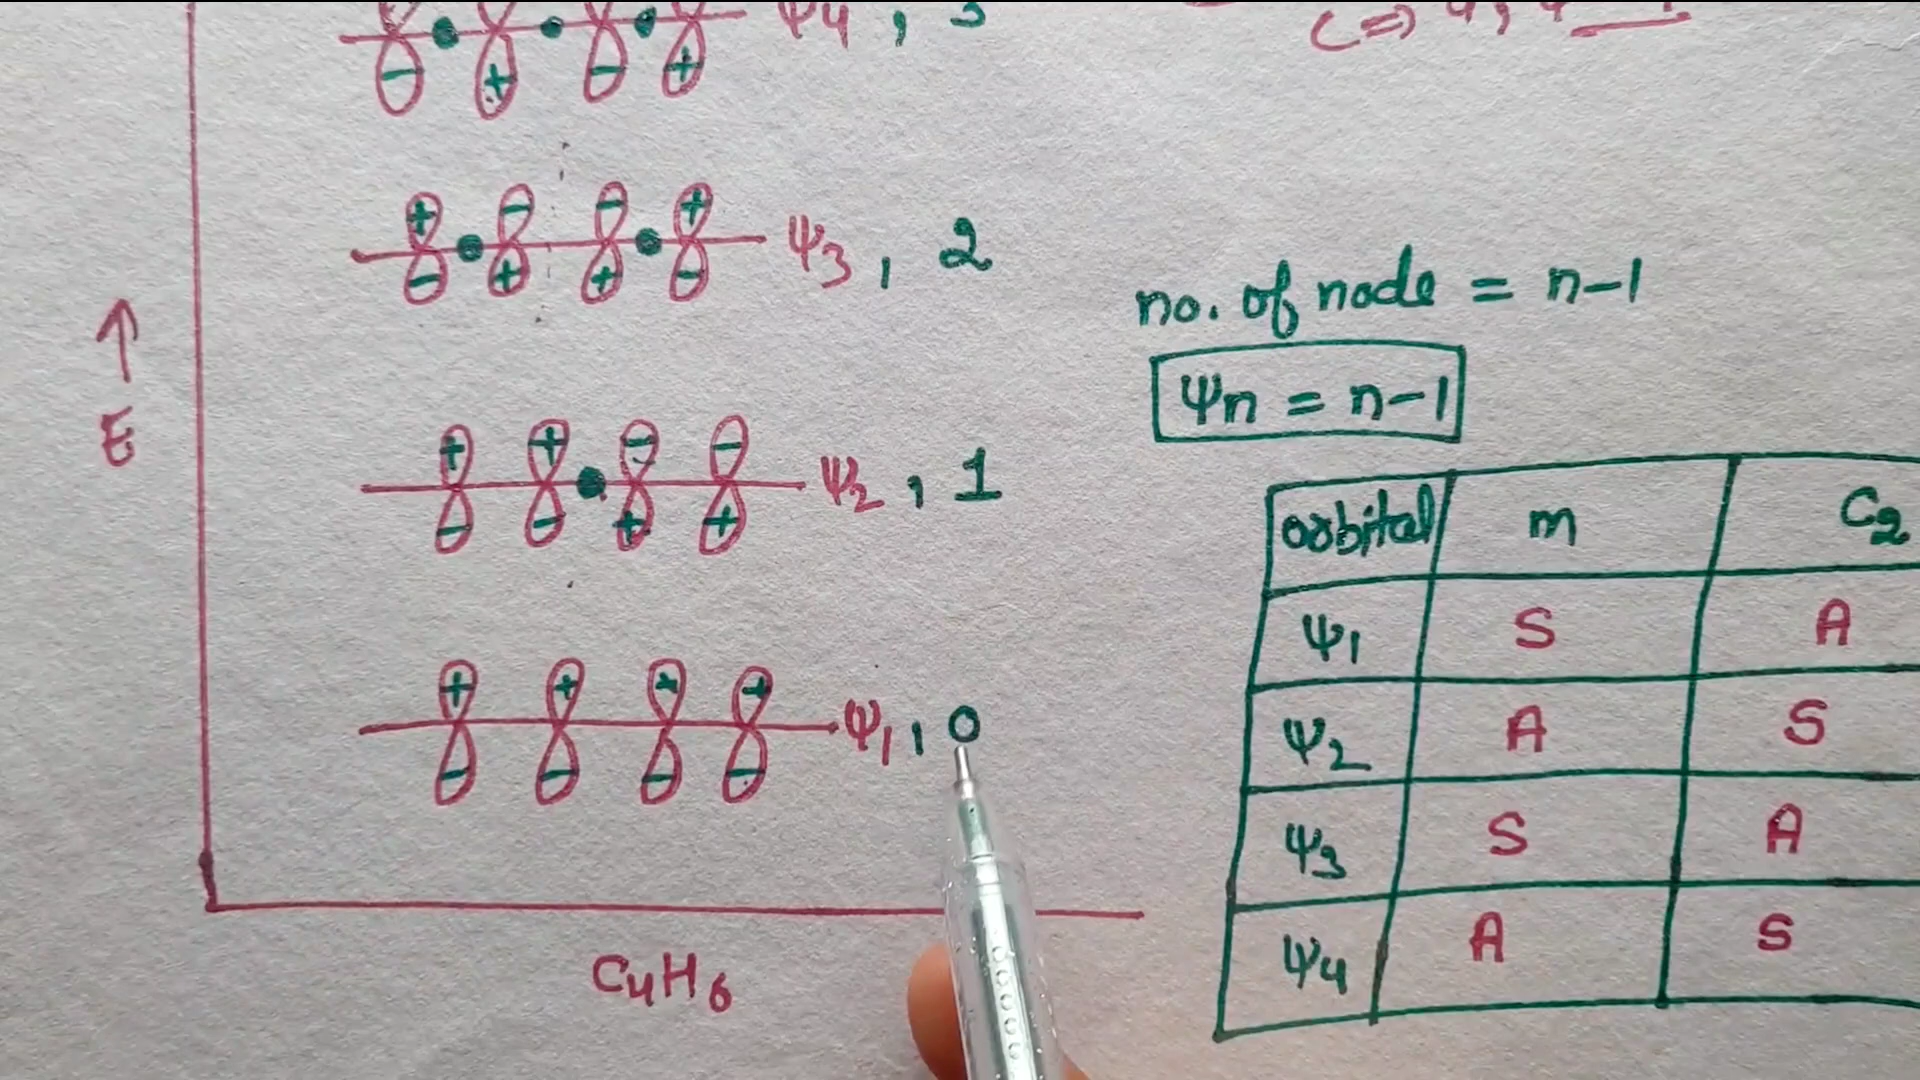 − + − +
ψ4, 3
+ − − +
− + + −
ψ3, 2
+ + − −
− − + +
ψ2, 1
+ + + +
− − − −
ψ1, 0
↑
E
C4H6
no. of node = n-1
ψn = n-1
orbital m C2
ψ1 S A
ψ2 A S
ψ3 S A
ψ4 A S